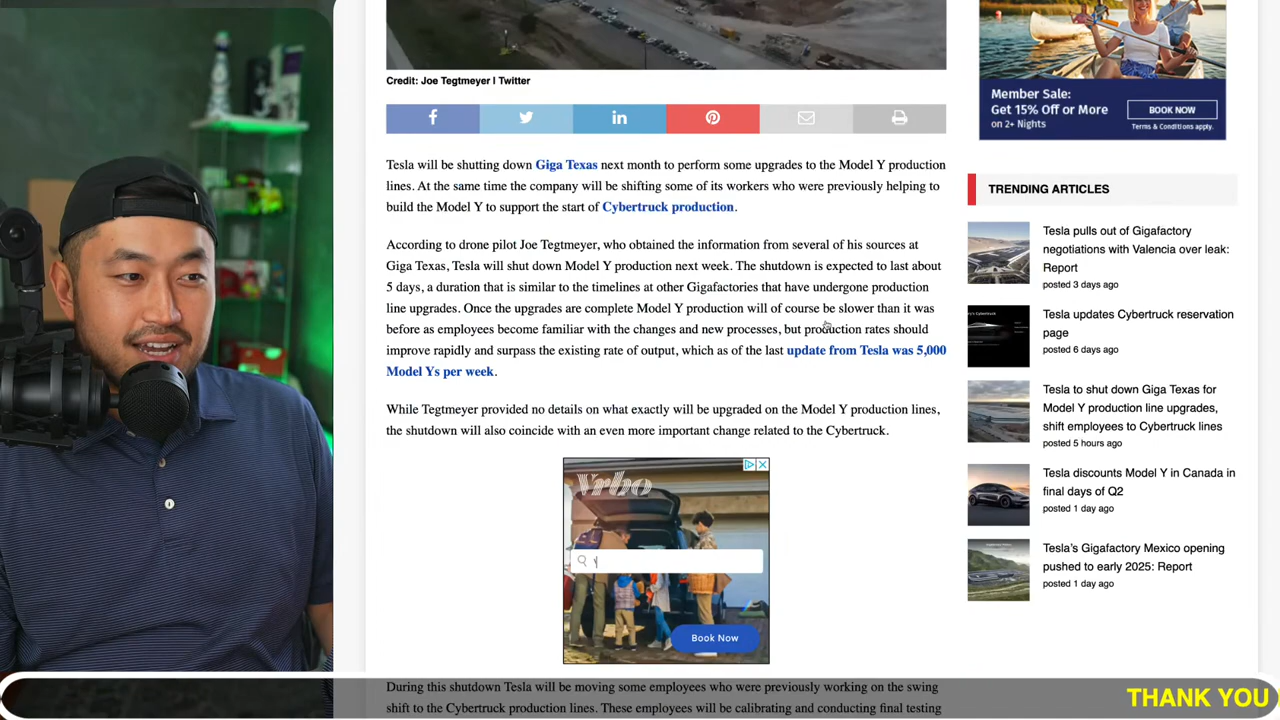 Credit: Joe Tegtmeyer | Twitter
Tesla will be shutting down Giga Texas next month to perform some upgrades to the Model Y production
lines. At the same time the company will be shifting some of its workers who were previously helping to
build the Model Y to support the start of Cybertruck production.
According to drone pilot Joe Tegtmeyer, who obtained the information from several of his sources at
Giga Texas, Tesla will shut down Model Y production next week. The shutdown is expected to last about
5 days, a duration that is similar to the timelines at other Gigafactories that have undergone production
line upgrades. Once the upgrades are complete Model Y production will of course be slower than it was
before as employees become familiar with the changes and new processes, but production rates should
improve rapidly and surpass the existing rate of output, which as of the last update from Tesla was 5,000
Model Ys per week.
While Tegtmeyer provided no details on what exactly will be upgraded on the Model Y production lines,
the shutdown will also coincide with an even more important change related to the Cybertruck.
Vrbo
Book Now
During this shutdown Tesla will be moving some employees who were previously working on the swing
shift to the Cybertruck production lines. These employees will be calibrating and conducting final testing
Member Sale:
Get 15% Off or More
on 2+ Nights
BOOK NOW
Terms & Conditions apply.
TRENDING ARTICLES
Tesla pulls out of Gigafactory
negotiations with Valencia over leak:
Report
posted 3 days ago
Tesla updates Cybertruck reservation
page
posted 6 days ago
Tesla to shut down Giga Texas for
Model Y production line upgrades,
shift employees to Cybertruck lines
posted 5 hours ago
Tesla discounts Model Y in Canada in
final days of Q2
posted 1 day ago
Tesla's Gigafactory Mexico opening
pushed to early 2025: Report
posted 1 day ago
THANK YOU